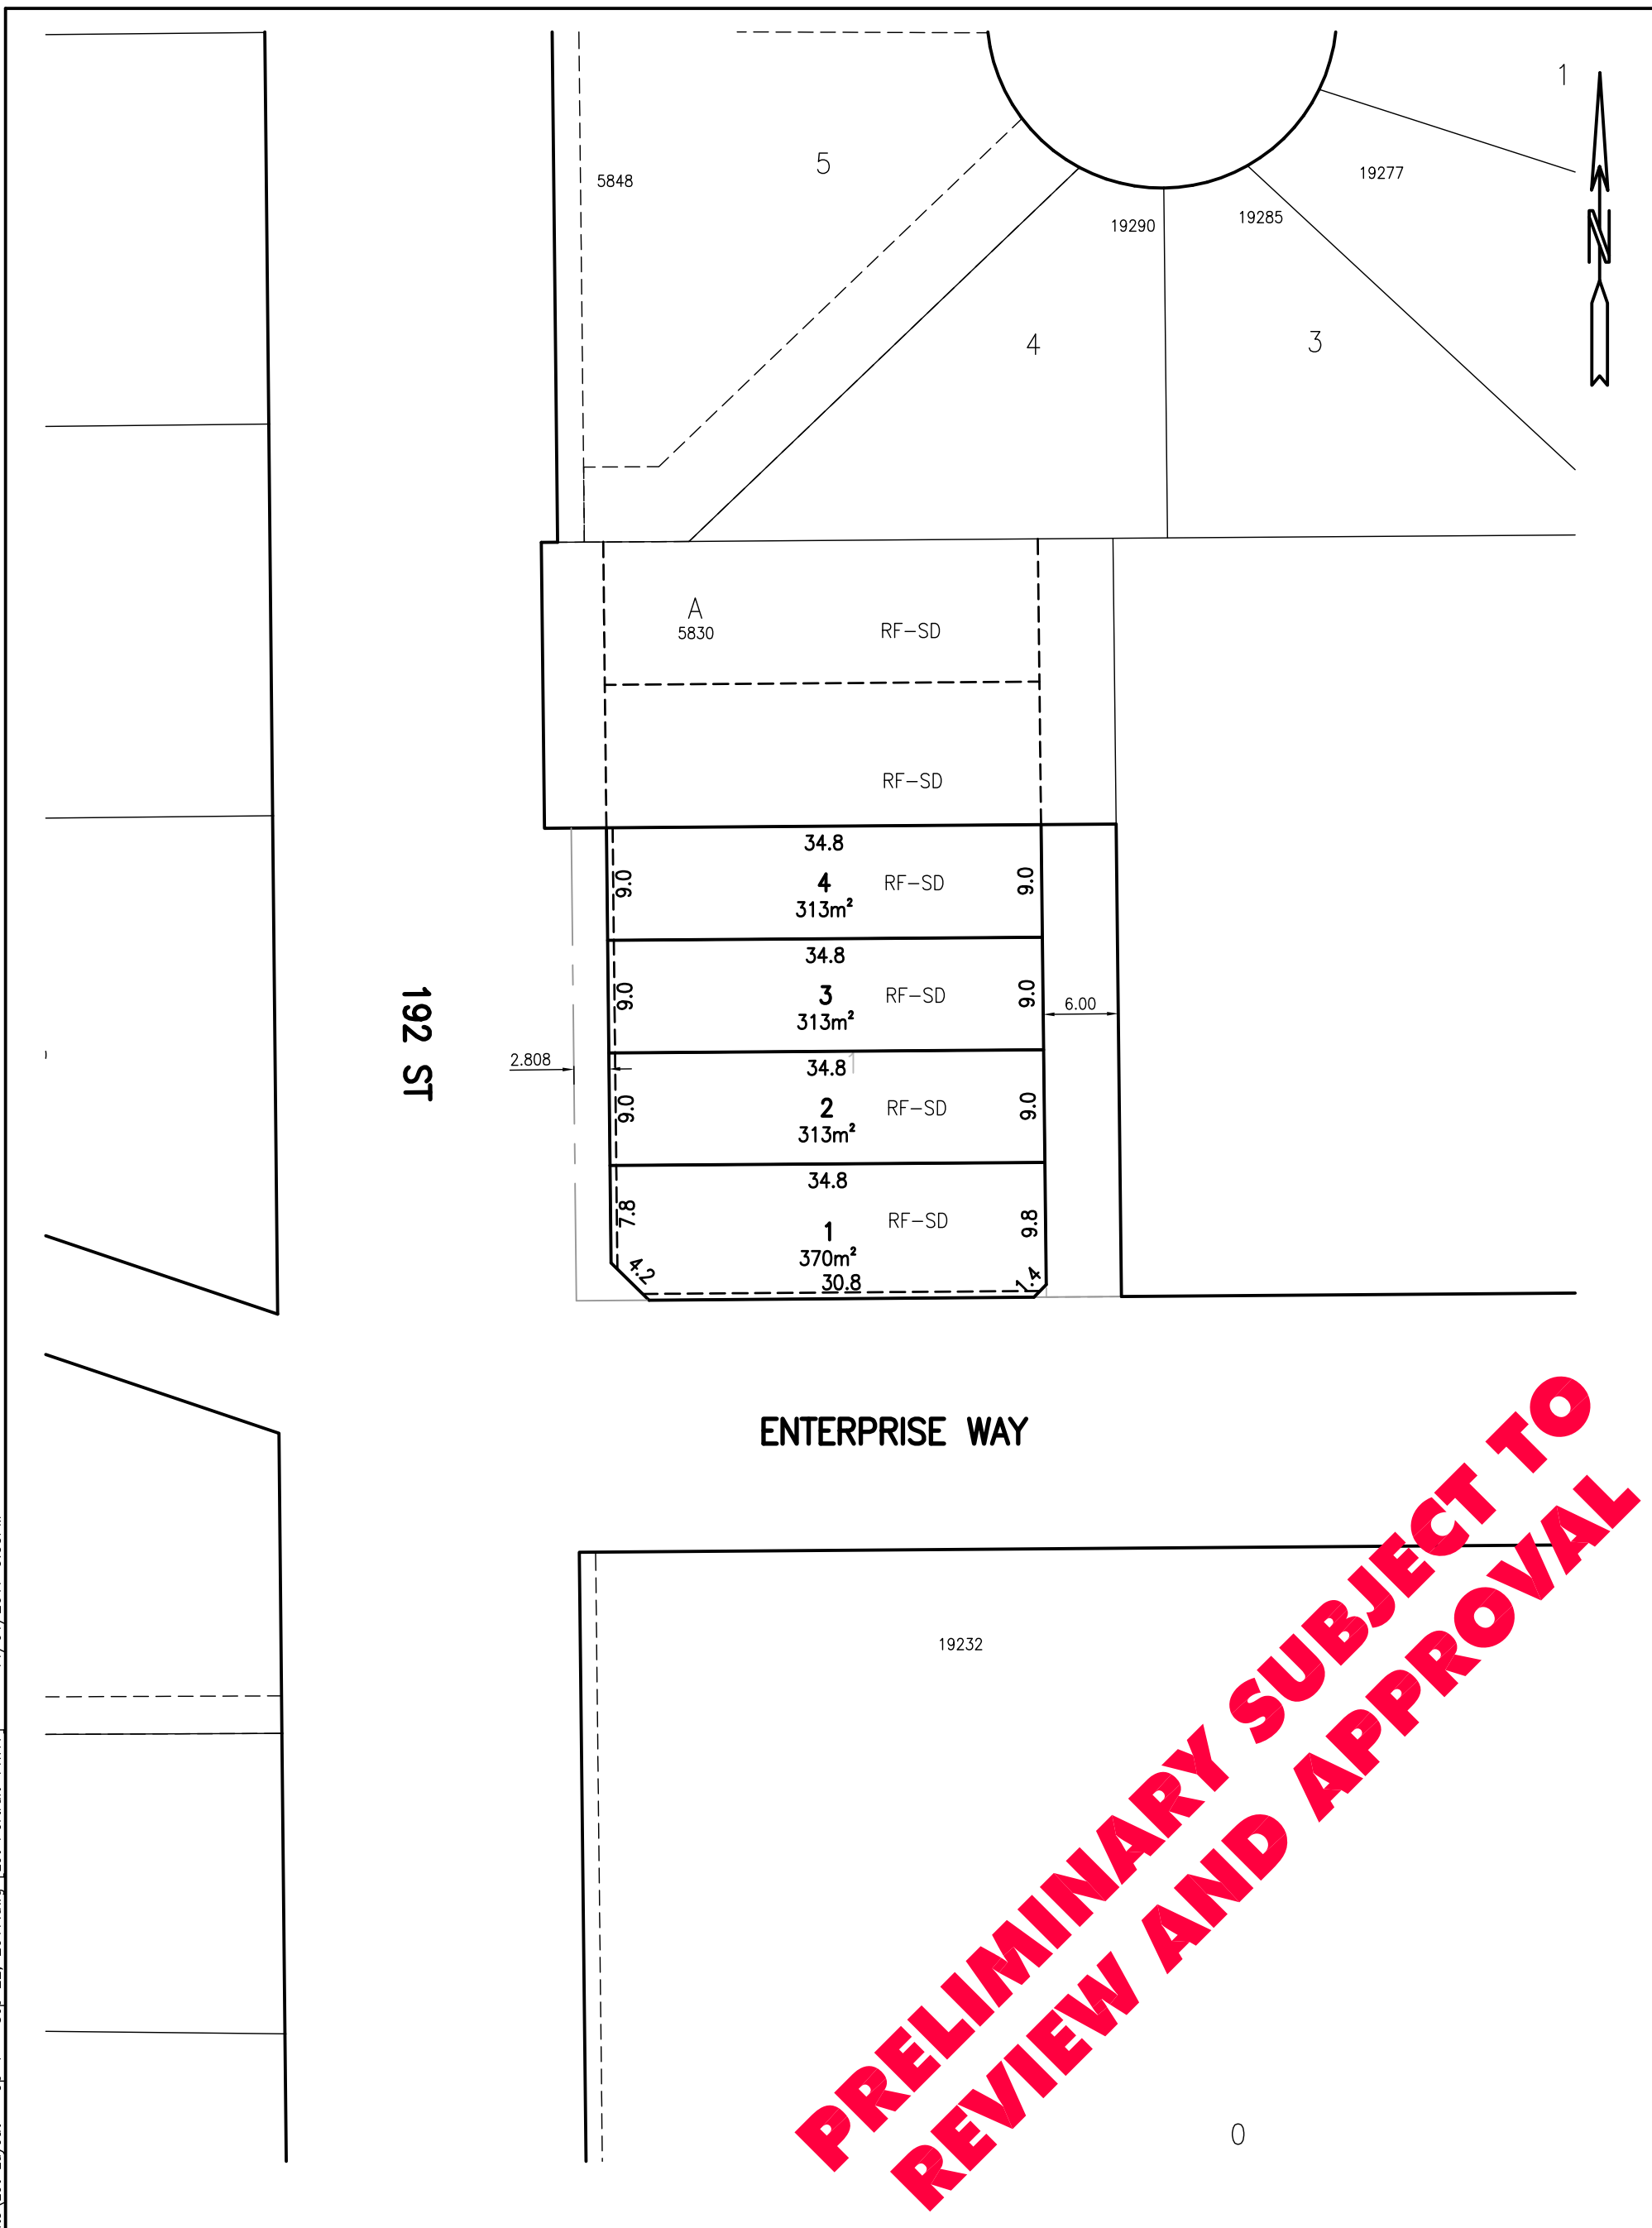 1
5
5848
19277
19285
19290
N
4
3
A
5830
RF-SD
RF-SD
34.8
9.0
4
RF-SD
9.0
313m²
34.8
9.0
3
RF-SD
9.0
313m²
6.00
192 ST
2.808
1
34.8
9.0
2
RF-SD
9.0
313m²
34.8
7.8
1
RF-SD
9.8
370m²
4.2
30.8
1.4
ENTERPRISE WAY
19232
PRELIMINARY SUBJECT TO
REVIEW AND APPROVAL
0